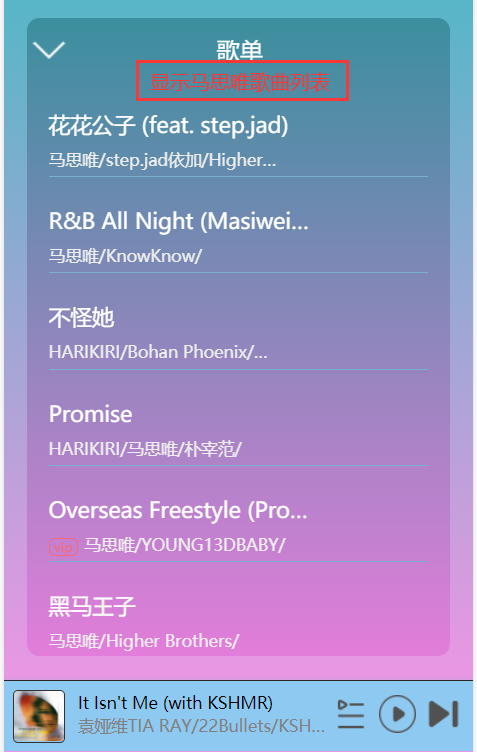 歌单
显示马思唯歌曲列表
花花公子 (feat. step.jad)
马思唯/step.jad依加/Higher...
R&B All Night (Masiwei...
马思唯/KnowKnow/
不怪她
HARIKIRI/Bohan Phoenix/...
Promise
HARIKIRI/马思唯/朴宰范/
Overseas Freestyle (Pro...
vip 马思唯/YOUNG13DBABY/
黑马王子
马思唯/Higher Brothers/
It Isn't Me (with KSHMR)
袁娅维TIA RAY/22Bullets/KSH...